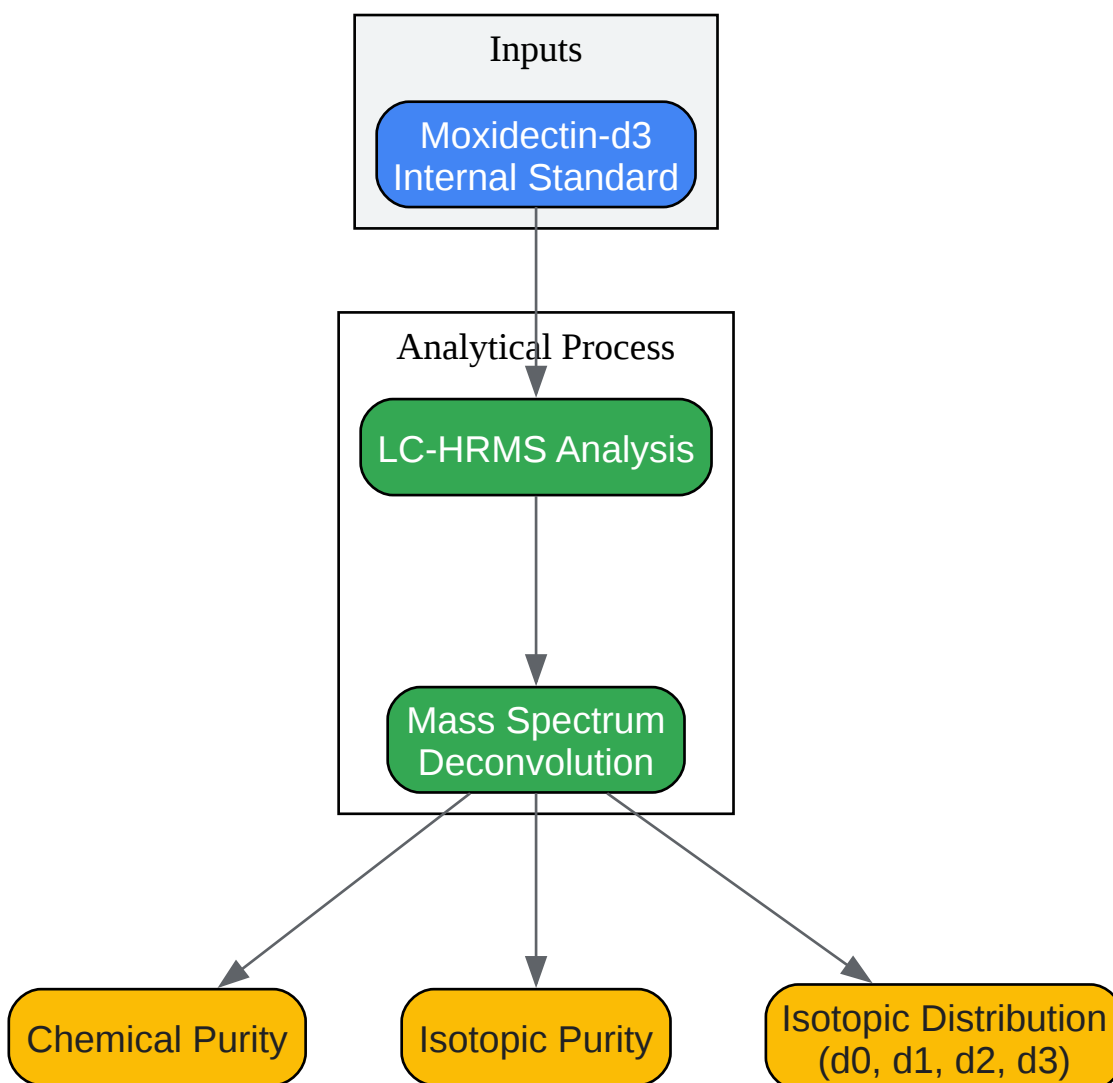 Inputs
Moxidectin-d3
Internal Standard
Analytical Process
LC-HRMS Analysis
Mass Spectrum
Deconvolution
Chemical Purity
Isotopic Purity
Isotopic Distribution
(d0, d1, d2, d3)